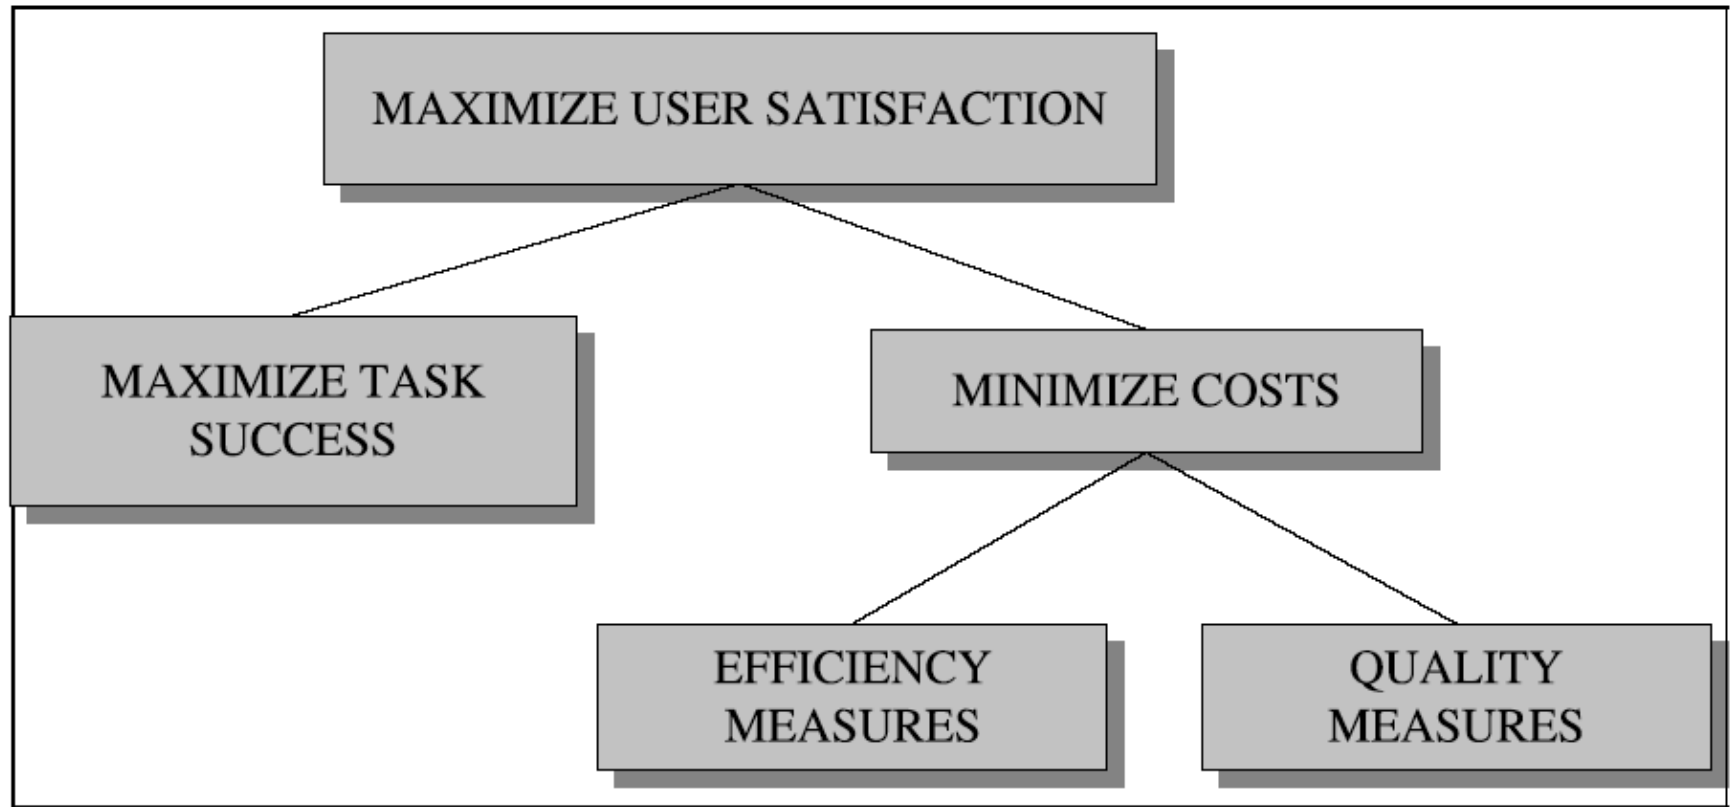 MAXIMIZE USER SATISFACTION
MAXIMIZE TASK
SUCCESS
MINIMIZE COSTS
EFFICIENCY
MEASURES
QUALITY
MEASURES